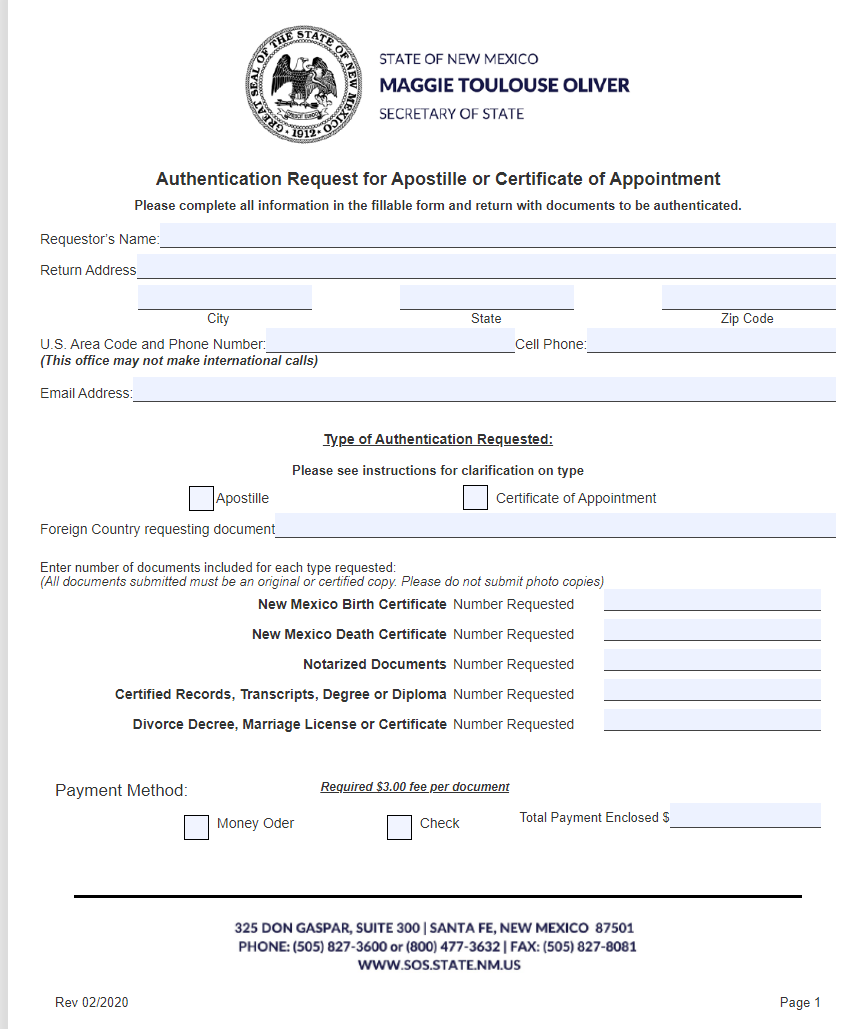 GREAT SEAL OF THE STATE OF NEW MEXICO
• 1912 •
STATE OF NEW MEXICO
MAGGIE TOULOUSE OLIVER
SECRETARY OF STATE
Authentication Request for Apostille or Certificate of Appointment
Please complete all information in the fillable form and return with documents to be authenticated.
Requestor’s Name:
Return Address
City State Zip Code
U.S. Area Code and Phone Number: Cell Phone:
(This office may not make international calls)
Email Address:
Type of Authentication Requested:
Please see instructions for clarification on type
Apostille Certificate of Appointment
Foreign Country requesting document
Enter number of documents included for each type requested:
(All documents submitted must be an original or certified copy. Please do not submit photo copies)
New Mexico Birth Certificate Number Requested
New Mexico Death Certificate Number Requested
Notarized Documents Number Requested
Certified Records, Transcripts, Degree or Diploma Number Requested
Divorce Decree, Marriage License or Certificate Number Requested
Payment Method: Required $3.00 fee per document
Money Oder Check Total Payment Enclosed $
325 DON GASPAR, SUITE 300 | SANTA FE, NEW MEXICO 87501
PHONE: (505) 827-3600 or (800) 477-3632 | FAX: (505) 827-8081
WWW.SOS.STATE.NM.US
Rev 02/2020 Page 1